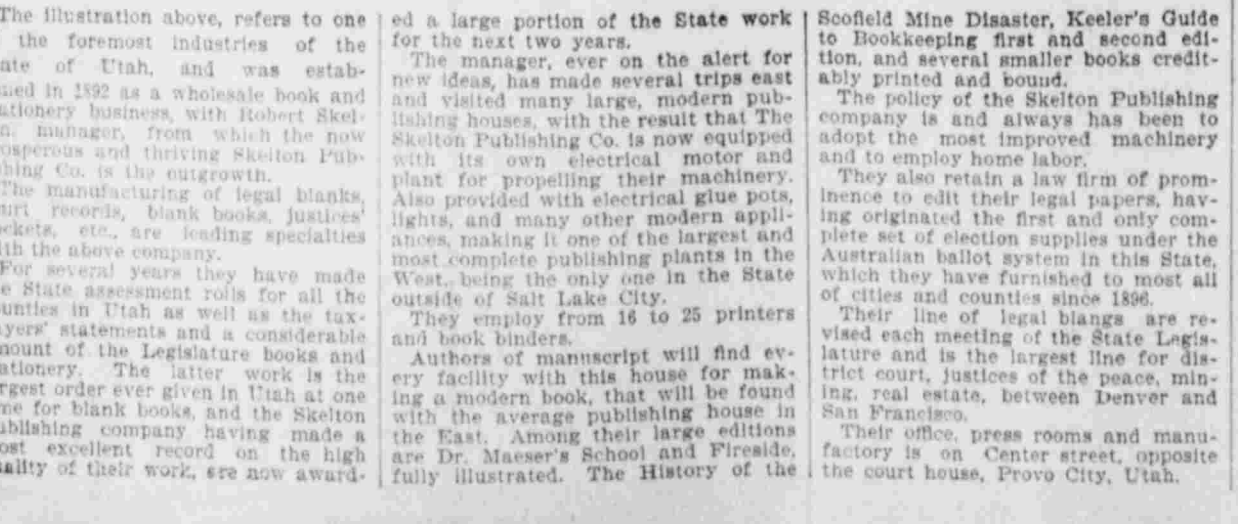 The illustration above, refers to one
the foremost industries of the
ate of Utah, and was estab-
hed in 1892 as a wholesale book and
ationery business, with Robert Skel-
n, manager, from which the now
osperous and thriving Skelton Pub-
hing Co. is the outgrowth.
The manufacturing of legal blanks,
urt records, blank books, justices'
ckets, etc., are leading specialties
ith the above company.
For several years they have made
e State assessment rolls for all the
unties in Utah as well as the tax-
yers' statements and a considerable
mount of the Legislature books and
ationery. The latter work is the
rgest order ever given in Utah at one
me for blank books, and the Skelton
ublishing company having made a
ost excellent record on the high
ality of their work, are now award-
ed a large portion of the State work
for the next two years.
The manager, ever on the alert for
new ideas, has made several trips east
and visited many large, modern pub-
lishing houses, with the result that The
Skelton Publishing Co. is now equipped
with its own electrical motor and
plant for propelling their machinery.
Also provided with electrical glue pots,
lights, and many other modern appli-
ances, making it one of the largest and
most complete publishing plants in the
West, being the only one in the State
outside of Salt Lake City.
They employ from 16 to 25 printers
and book binders.
Authors of manuscript will find ev-
ery facility with this house for mak-
ing a modern book, that will be found
with the average publishing house in
the East. Among their large editions
are Dr. Maeser's School and Fireside,
fully illustrated. The History of the
Scofield Mine Disaster, Keeler's Guide
to Bookkeeping first and second edi-
tion, and several smaller books credit-
ably printed and bound.
The policy of the Skelton Publishing
company is and always has been to
adopt the most improved machinery
and to employ home labor.
They also retain a law firm of prom-
inence to edit their legal papers, hav-
ing originated the first and only com-
plete set of election supplies under the
Australian ballot system in this State,
which they have furnished to most all
of cities and counties since 1896.
Their line of legal blangs are re-
vised each meeting of the State Legis-
lature and is the largest line for dis-
trict court, justices of the peace, min-
ing, real estate, between Denver and
San Francisco.
Their office, press rooms and manu-
factory is on Center street, opposite
the court house, Provo City, Utah.